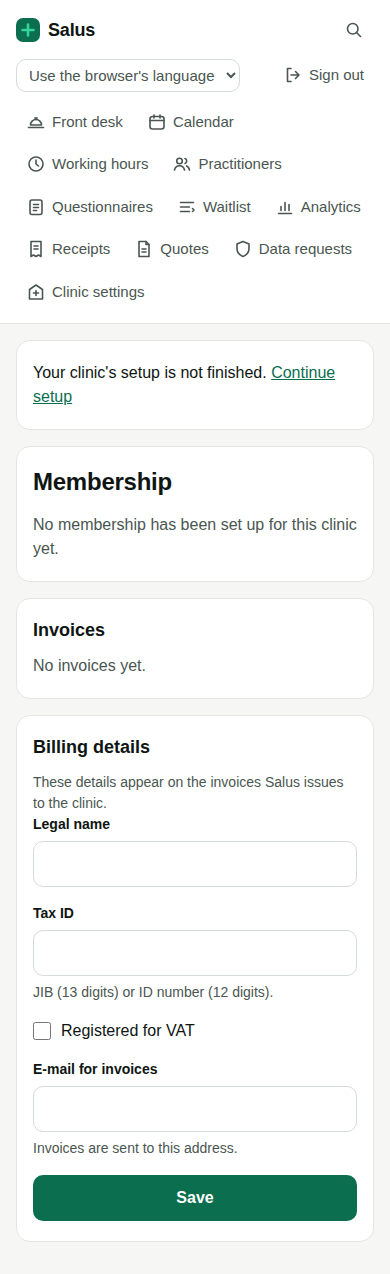 Salus
Use the browser's language
Sign out
Front desk
Calendar
Working hours
Practitioners
Questionnaires
Waitlist
Analytics
Receipts
Quotes
Data requests
Clinic settings
Your clinic's setup is not finished. Continue
setup
Membership
No membership has been set up for this clinic
yet.
Invoices
No invoices yet.
Billing details
These details appear on the invoices Salus issues
to the clinic.
Legal name
Tax ID
JIB (13 digits) or ID number (12 digits).
Registered for VAT
E-mail for invoices
Invoices are sent to this address.
Save